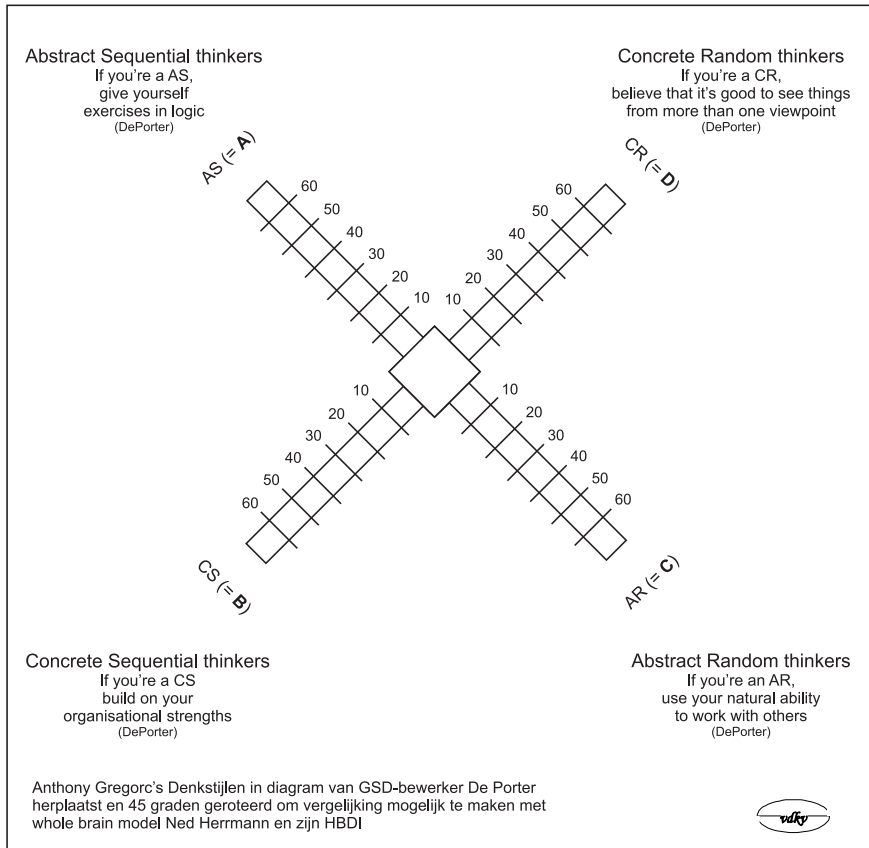 Abstract Sequential thinkers
If you're a AS,
give yourself
exercises in logic
(DePorter)
Concrete Random thinkers
If you're a CR,
believe that it's good to see things
from more than one viewpoint
(DePorter)
AS (= A)
60
50
40
30
20
10
CR (= D)
60
50
40
30
20
10
10
20
30
40
50
60
CS (= B)
10
20
30
40
50
60
AR (= C)
Concrete Sequential thinkers
If you're a CS
build on your
organisational strengths
(DePorter)
Abstract Random thinkers
If you're an AR,
use your natural ability
to work with others
(DePorter)
Anthony Gregorc's Denkstijlen in diagram van GSD-bewerker De Porter
herplaatst en 45 graden geroteerd om vergelijking mogelijk te maken met
whole brain model Ned Herrmann en zijn HBDI
vdkv